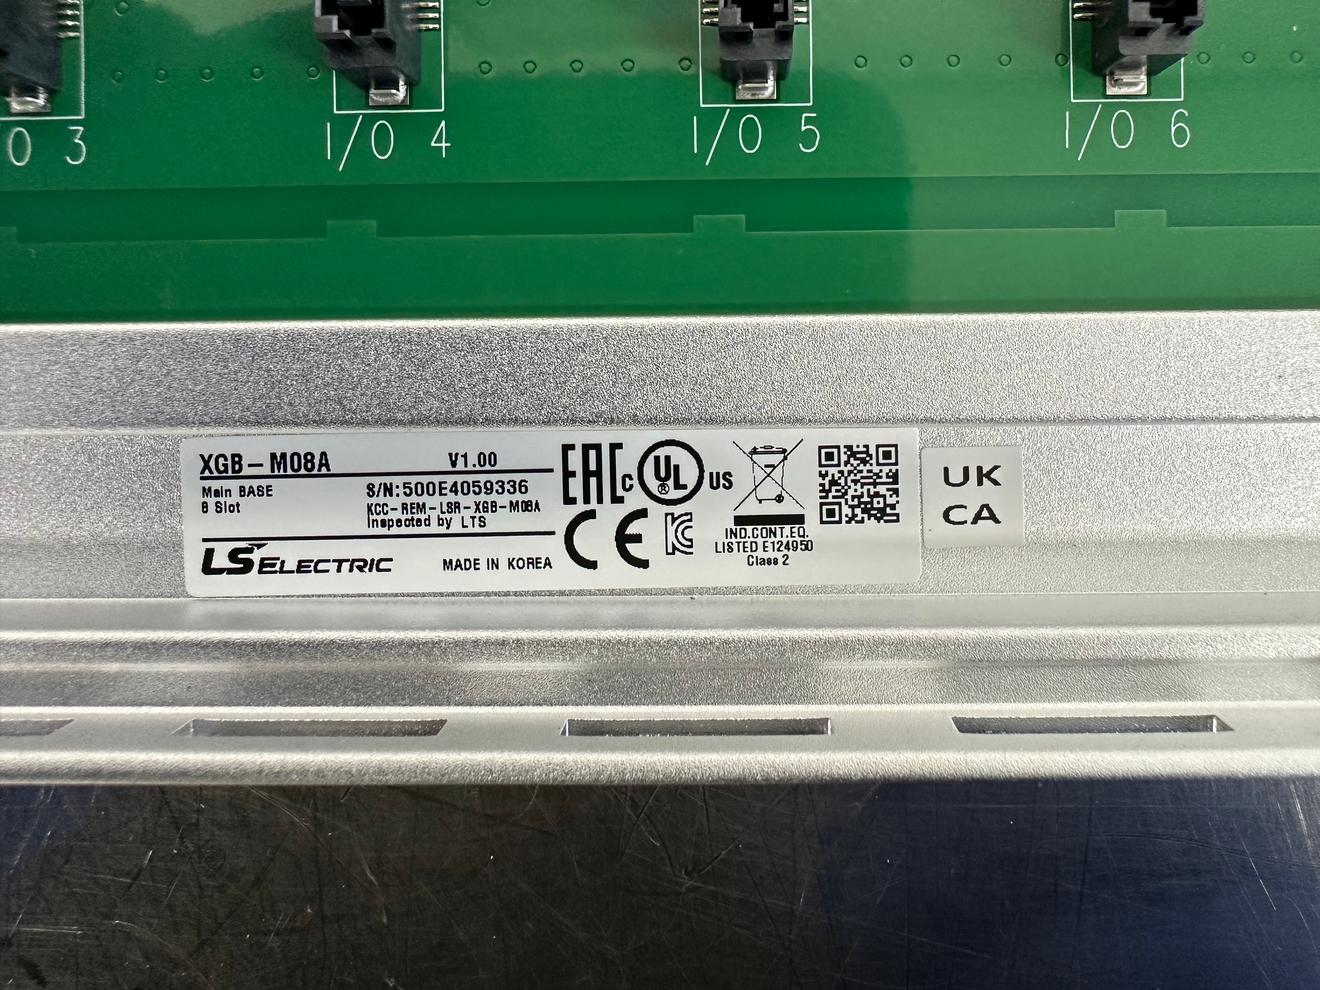 O 3
I/O 4
I/O 5
I/O 6
XGB-M08A
V1.00
Main BASE
8 Slot
S/N:500E4059336
KCC-REM-LSR-XGB-M08A
Inspected by LTS
LS ELECTRIC
MADE IN KOREA
EAC
c UL ® US
CE
KC
IND.CONT.EQ.
LISTED E124950
Class 2
UK
CA